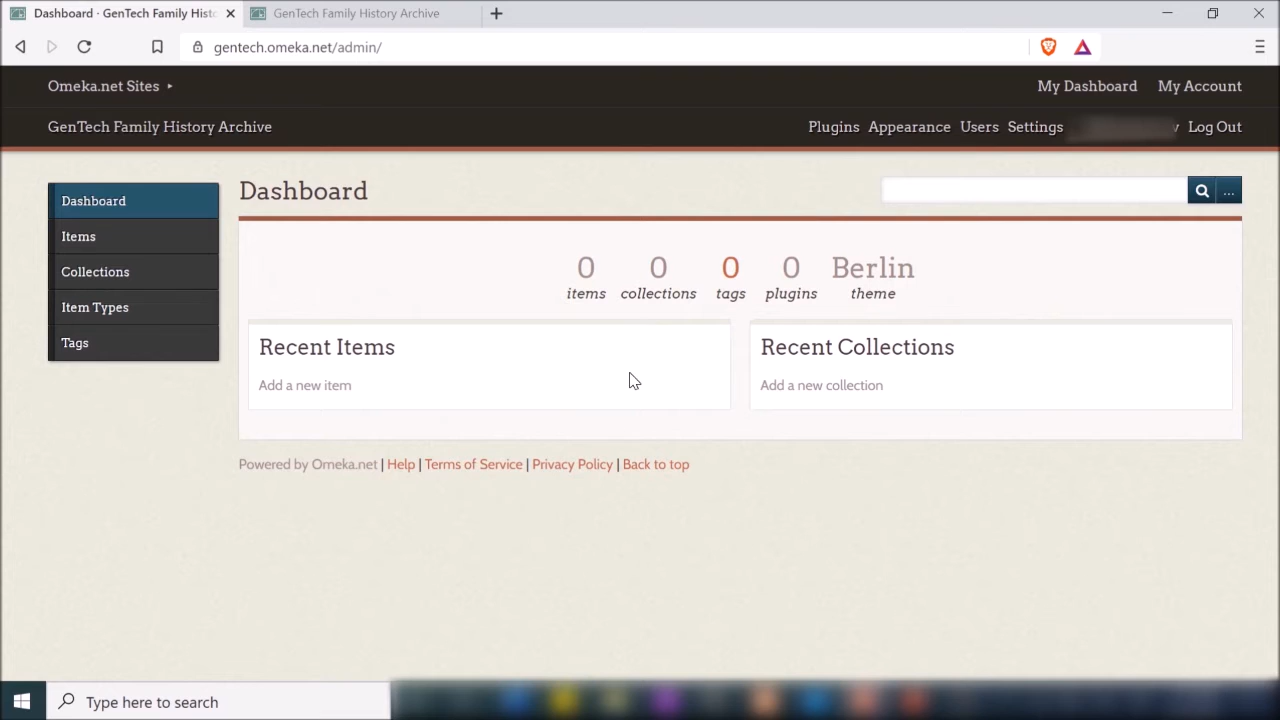 Dashboard · GenTech Family Histo
GenTech Family History Archive
gentech.omeka.net/admin/
Omeka.net Sites
My Dashboard My Account
GenTech Family History Archive
Plugins Appearance Users Settings Log Out
Dashboard
Items
Collections
Item Types
Tags
Dashboard
...
0 0 0 0 Berlin
items collections tags plugins theme
Recent Items
Add a new item
Recent Collections
Add a new collection
Powered by Omeka.net | Help | Terms of Service | Privacy Policy | Back to top
Type here to search